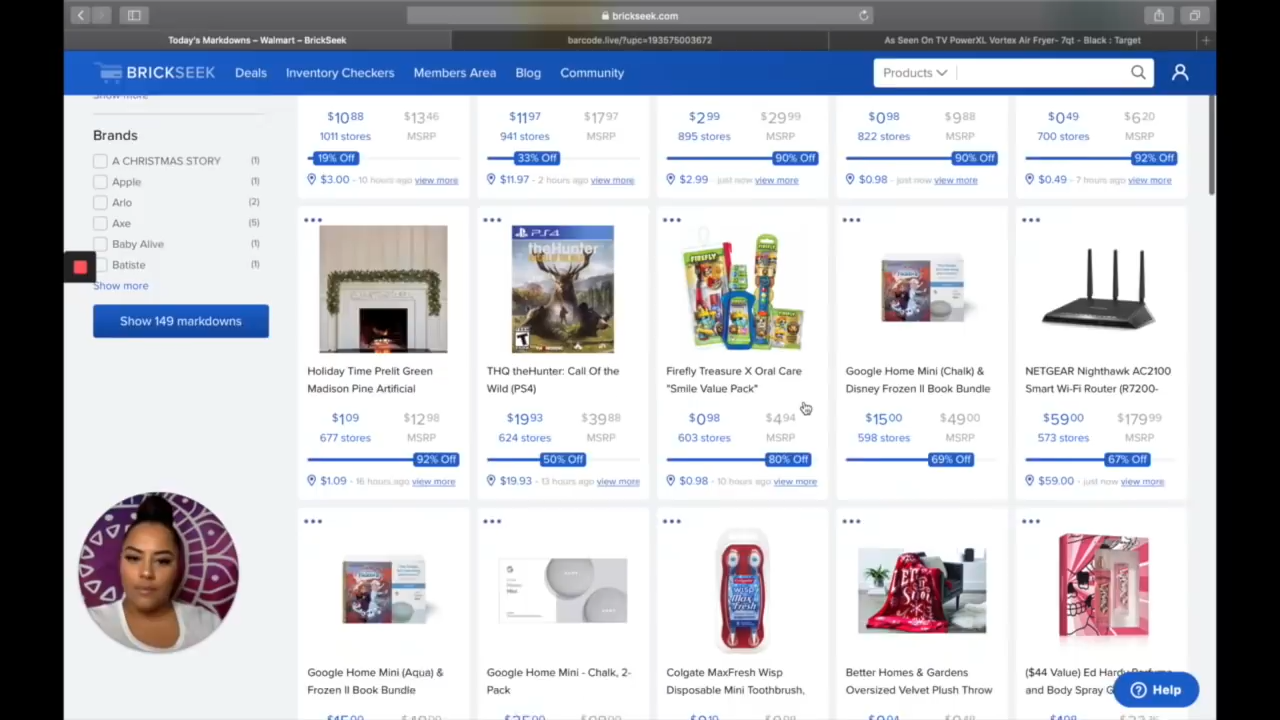 brickseek.com
Today's Markdowns – Walmart – BrickSeek
barcode.live/?upc=193575003672
As Seen On TV PowerXL Vortex Air Fryer- 7qt - Black : Target
BRICKSEEK
Deals
Inventory Checkers
Members Area
Blog
Community
Products
Show more
Brands
A CHRISTMAS STORY (1)
Apple (1)
Arlo (2)
Axe (5)
Baby Alive (1)
Batiste (1)
Show more
Show 149 markdowns
$10.88 $13.46
1011 stores MSRP
19% Off
$3.00 - 10 hours ago view more
$11.97 $17.97
941 stores MSRP
33% Off
$11.97 - 2 hours ago view more
$2.99 $29.99
895 stores MSRP
90% Off
$2.99 just now view more
$0.98 $9.88
822 stores MSRP
90% Off
$0.98 - just now view more
$0.49 $6.20
700 stores MSRP
92% Off
$0.49 - 7 hours ago view more
Holiday Time Prelit Green
Madison Pine Artificial
$1.09 $12.98
677 stores MSRP
92% Off
$1.09 - 16 hours ago view more
PS4
theHunter
THQ theHunter: Call Of the
Wild (PS4)
$19.93 $39.88
624 stores MSRP
50% Off
$19.93 - 13 hours ago view more
FIREFLY
Firefly Treasure X Oral Care
"Smile Value Pack"
$0.98 $4.94
603 stores MSRP
80% Off
$0.98 - 10 hours ago view more
Google Home Mini (Chalk) &
Disney Frozen II Book Bundle
$15.00 $49.00
598 stores MSRP
69% Off
NETGEAR Nighthawk AC2100
Smart Wi-Fi Router (R7200-
$59.00 $179.99
573 stores MSRP
67% Off
$59.00 - just now view more
Google Home Mini (Aqua) &
Frozen II Book Bundle
Google Home Mini - Chalk, 2-
Pack
Colgate MaxFresh Wisp
Disposable Mini Toothbrush,
LET IT
SNOW
Better Homes & Gardens
Oversized Velvet Plush Throw
($44 Value) Ed Hardy Perfume
and Body Spray G
Help